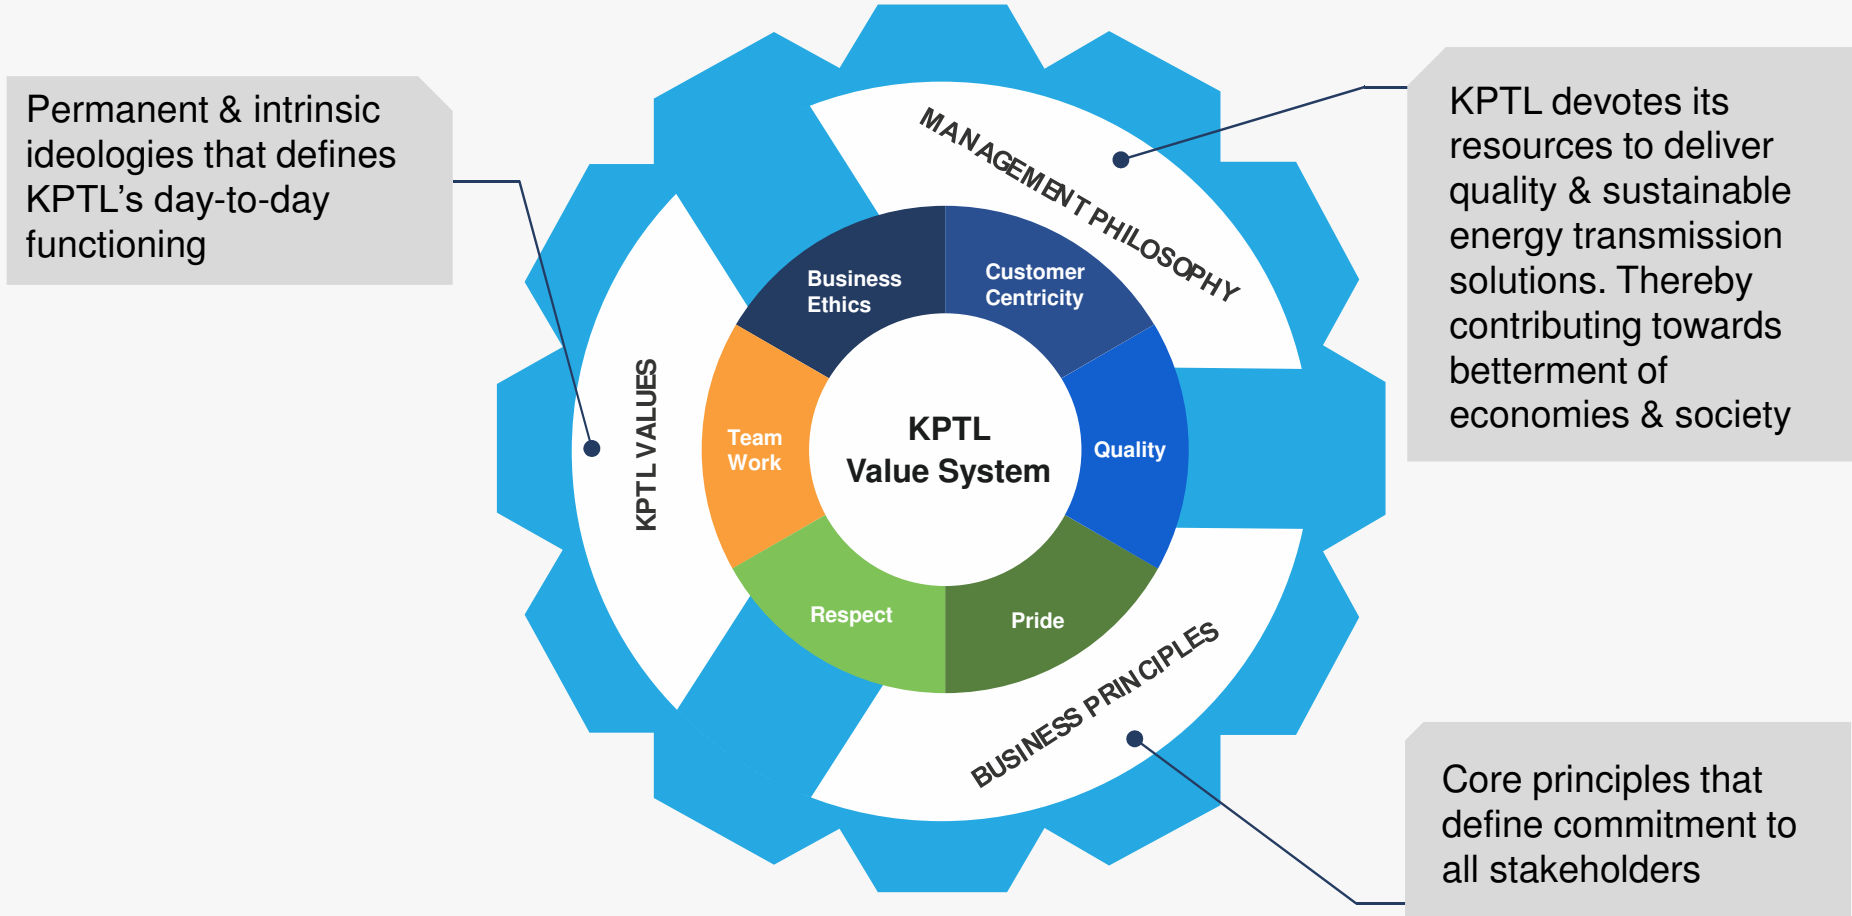 Permanent & intrinsic
ideologies that defines
KPTL’s day-to-day
functioning
MANAGEMENT PHILOSOPHY
KPTL devotes its
resources to deliver
quality & sustainable
energy transmission
solutions. Thereby
contributing towards
betterment of
economies & society
Business
Ethics
Customer
Centricity
KPTL VALUES
Team
Work
KPTL
Value System
Quality
Respect
Pride
BUSINESS PRINCIPLES
Core principles that
define commitment to
all stakeholders